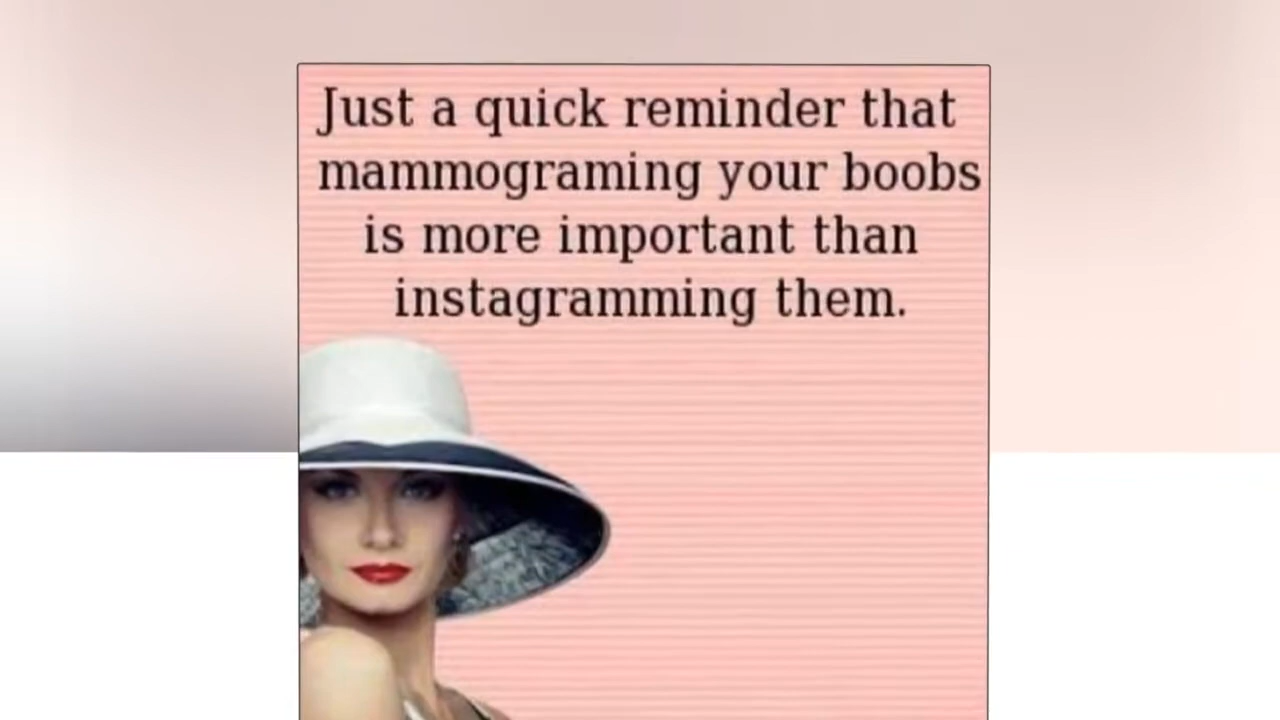 Just a quick reminder that
mammograming your boobs
is more important than
instagramming them.